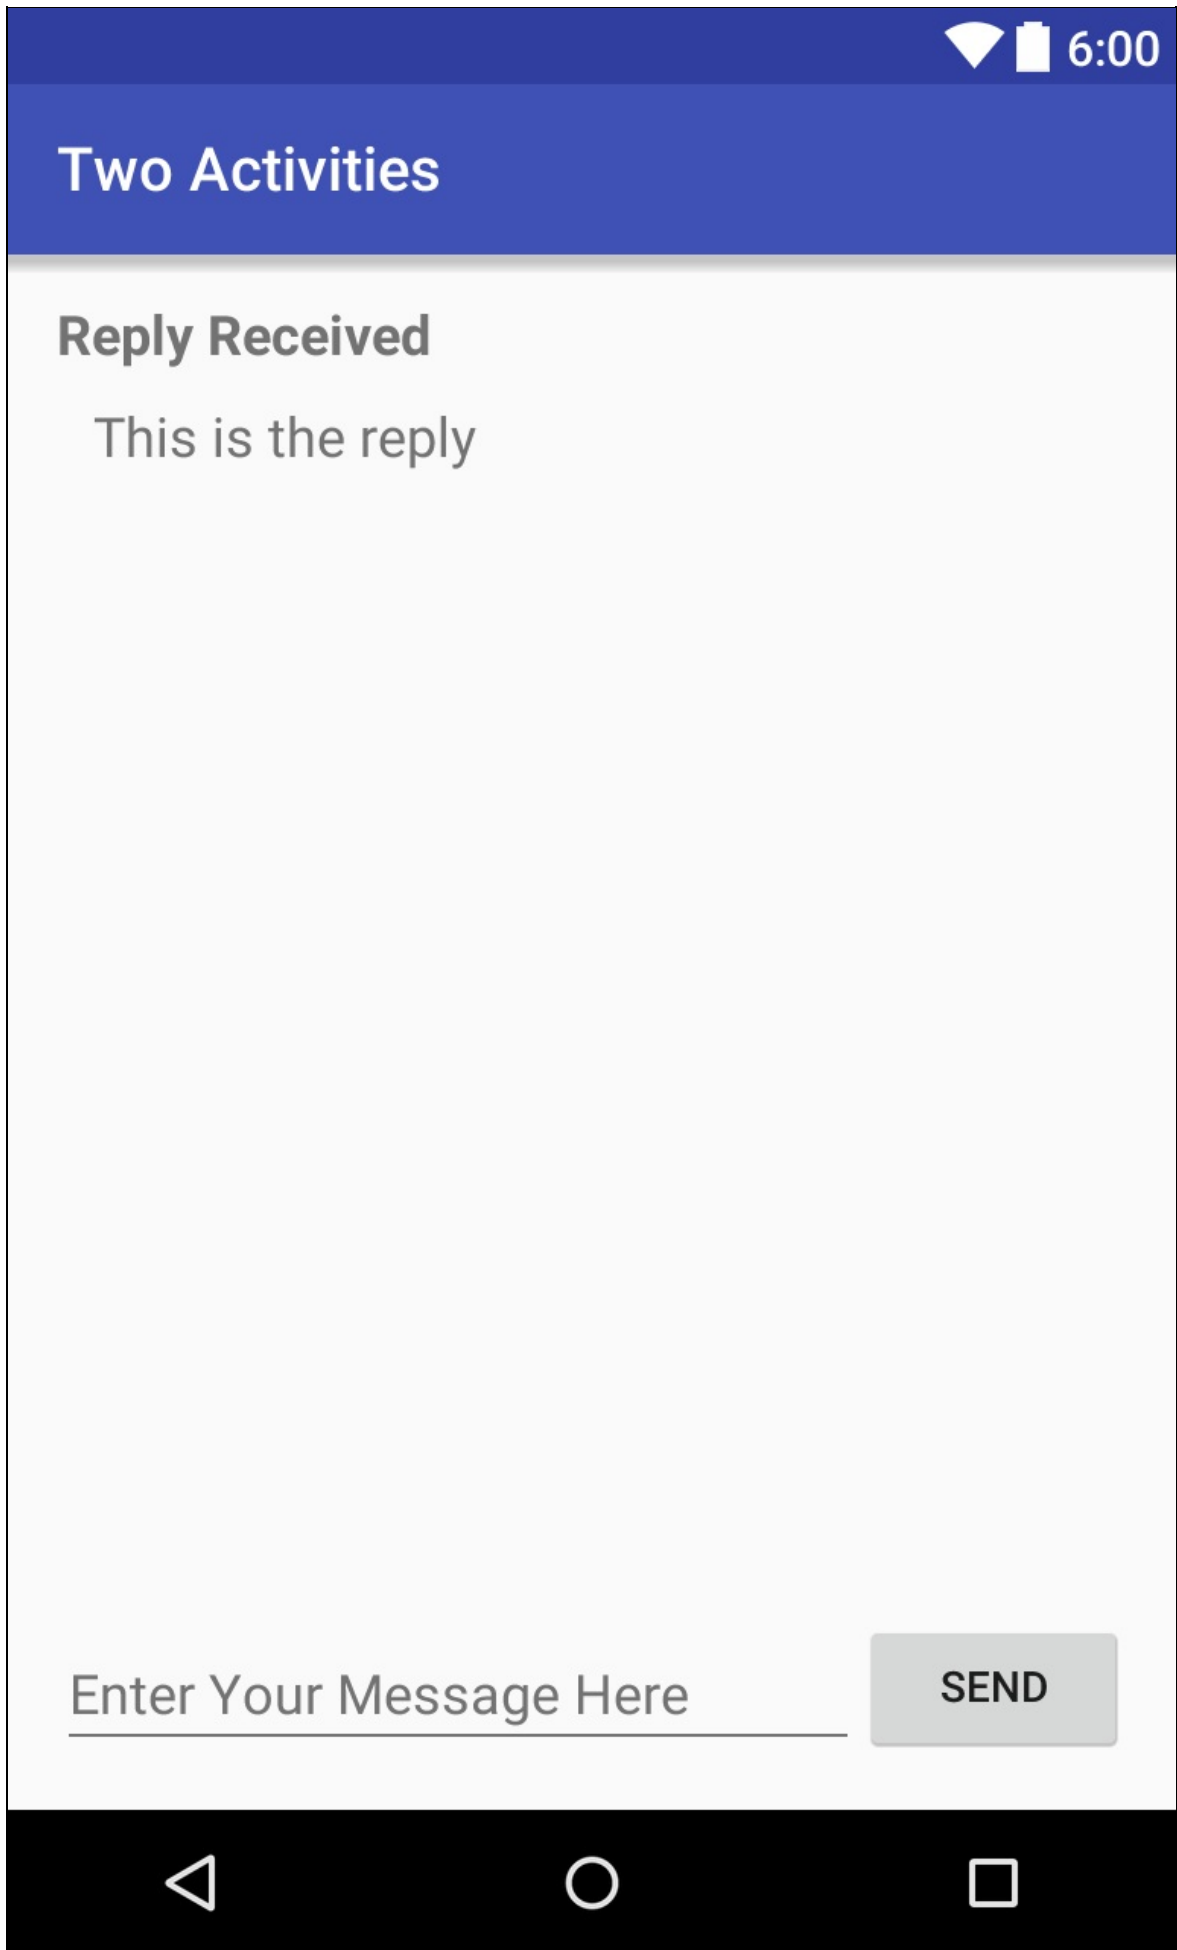 6:00
Two Activities
Reply Received
This is the reply
Enter Your Message Here
SEND